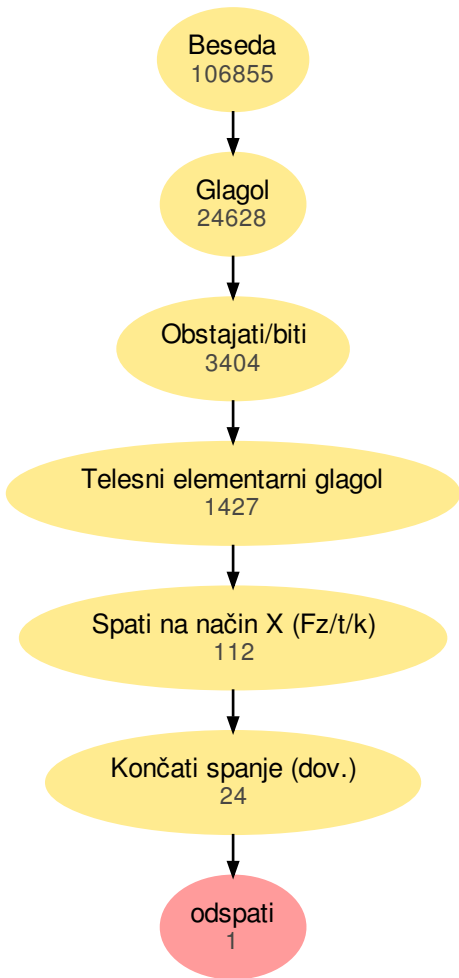 Beseda
106855
Glagol
24628
Obstajati/biti
3404
Telesni elementarni glagol
1427
Spati na način X (Fz/t/k)
112
Končati spanje (dov.)
24
odspati
1